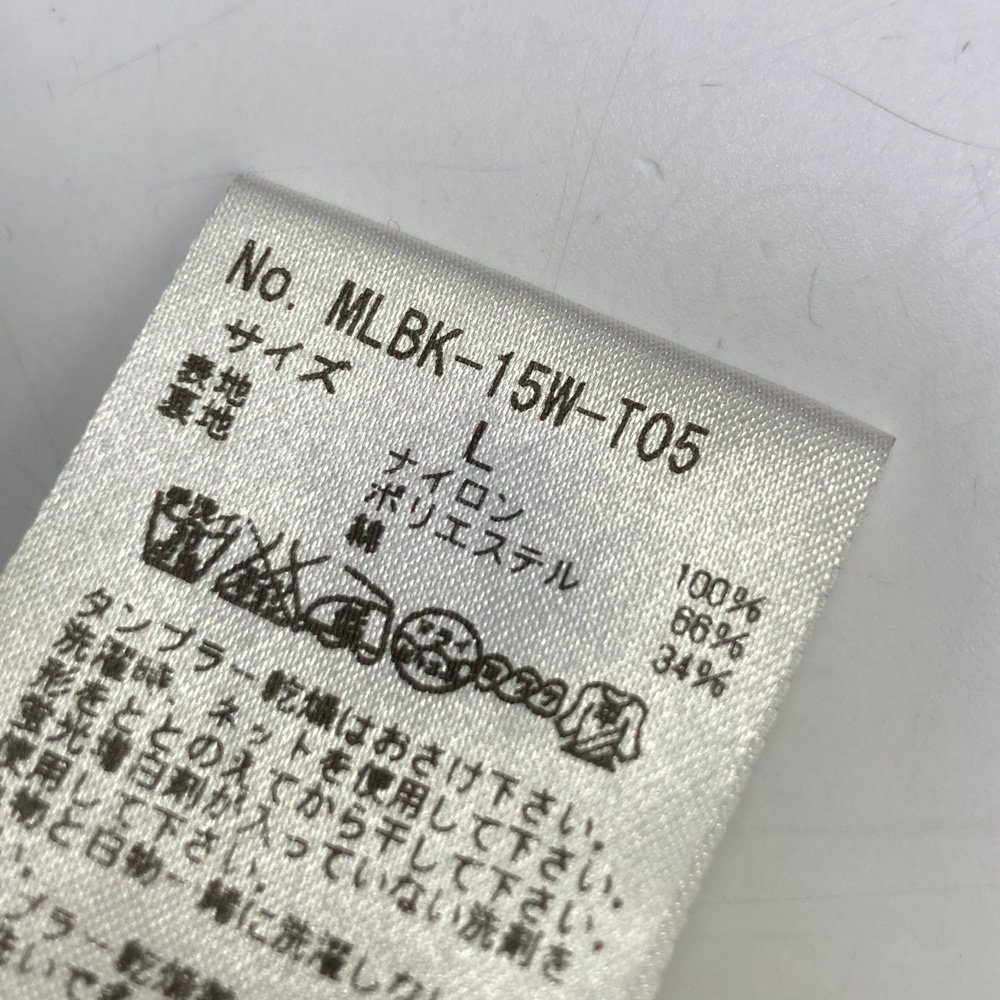 No. MLBK-15W-T05
サイズ L
表地 ナイロン 100%
裏地 ポリエステル 66%
綿 34%
タンブラー乾燥はおさけ下さい。
洗濯時、ネットを使用して下さい。
形をととの入てから干して下さい。
蛍光増白剤が入っていない洗剤を
使用して下さい。
物と白物一緒に洗濯しな